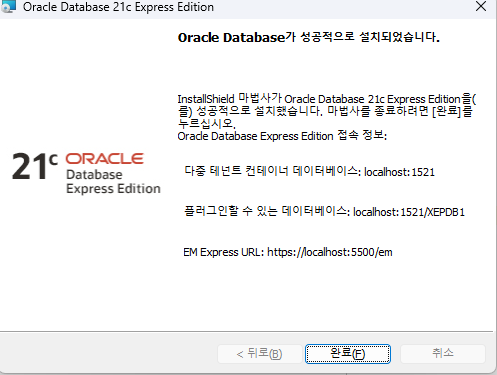 Oracle Database 21c Express Edition
Oracle Database가 성공적으로 설치되었습니다.
InstallShield 마법사가 Oracle Database 21c Express Edition을(
를) 성공적으로 설치했습니다. 마법사를 종료하려면 [완료]를
누르십시오.
Oracle Database Express Edition 접속 정보:
다중 테넌트 컨테이너 데이터베이스: localhost:1521
21c ORACLE
Database
Express Edition
플러그인할 수 있는 데이터베이스: localhost:1521/XEPDB1
EM Express URL: https://localhost:5500/em
< 뒤로(B)
완료(F)
취소